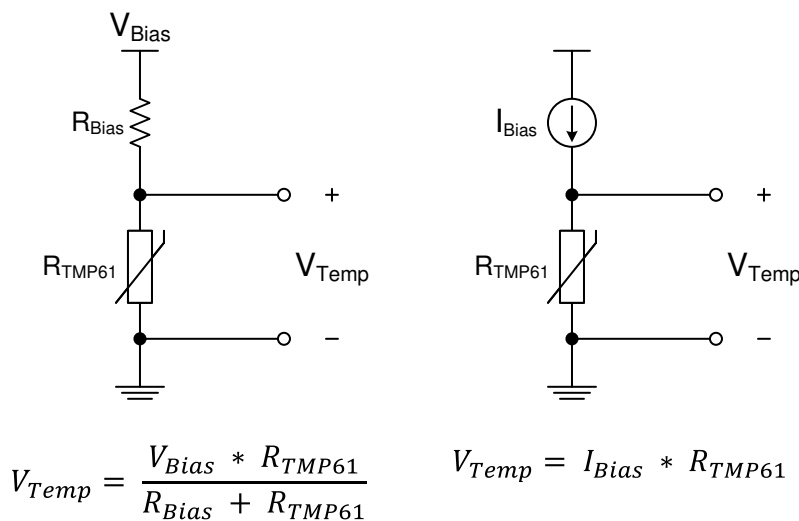 V_Bias
R_Bias
I_Bias
+
+
R_TMP61
V_Temp
R_TMP61
V_Temp
−
−
V_Temp = (V_Bias * R_TMP61) / (R_Bias + R_TMP61)
V_Temp = I_Bias * R_TMP61